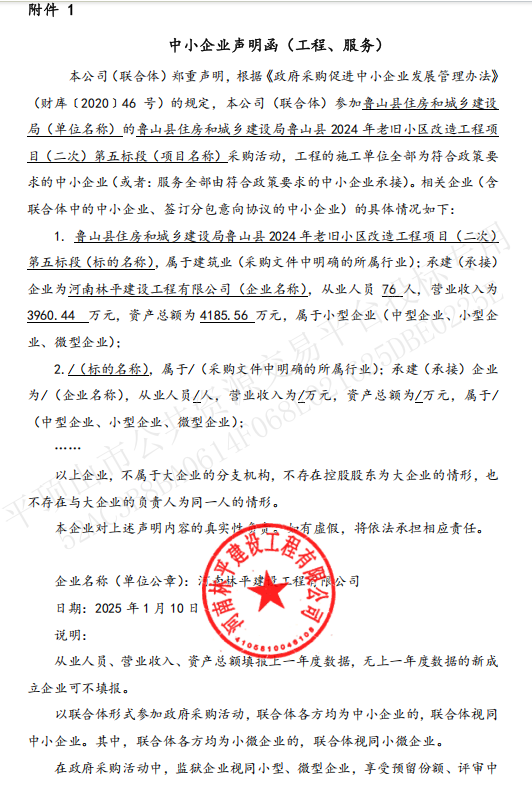 附件 1
中小企业声明函（工程、服务）
本公司（联合体）郑重声明，根据《政府采购促进中小企业发展管理办法》
（财库〔2020〕46 号）的规定，本公司（联合体）参加鲁山县住房和城乡建设
局（单位名称）的鲁山县住房和城乡建设局鲁山县 2024 年老旧小区改造工程项
目（二次）第五标段（项目名称）采购活动，工程的施工单位全部为符合政策要
求的中小企业（或者：服务全部由符合政策要求的中小企业承接）。相关企业（含
联合体中的中小企业、签订分包意向协议的中小企业）的具体情况如下：
1. 鲁山县住房和城乡建设局鲁山县 2024 年老旧小区改造工程项目（二次）
第五标段（标的名称），属于建筑业（采购文件中明确的所属行业）；承建（承接）
企业为河南林平建设工程有限公司（企业名称），从业人员 76 人，营业收入为
3960.44 万元，资产总额为 4185.56 万元，属于小型企业（中型企业、小型企
业、微型企业）；
2./（标的名称），属于/（采购文件中明确的所属行业）；承建（承接）企业
为/（企业名称），从业人员/人，营业收入为/万元，资产总额为/万元，属于/
（中型企业、小型企业、微型企业）；
……
以上企业，不属于大企业的分支机构，不存在控股股东为大企业的情形，也
不存在与大企业的负责人为同一人的情形。
本企业对上述声明内容的真实性负责。如有虚假，将依法承担相应责任。
企业名称（单位公章）：河南林平建设工程有限公司
日期：2025 年 1 月 10 日
河南林平建设工程有限公司
说明：
从业人员、营业收入、资产总额填报上一年度数据，无上一年度数据的新成
立企业可不填报。
以联合体形式参加政府采购活动，联合体各方均为中小企业的，联合体视同
中小企业。其中，联合体各方均为小微企业的，联合体视同小微企业。
在政府采购活动中，监狱企业视同小型、微型企业，享受预留份额、评审中